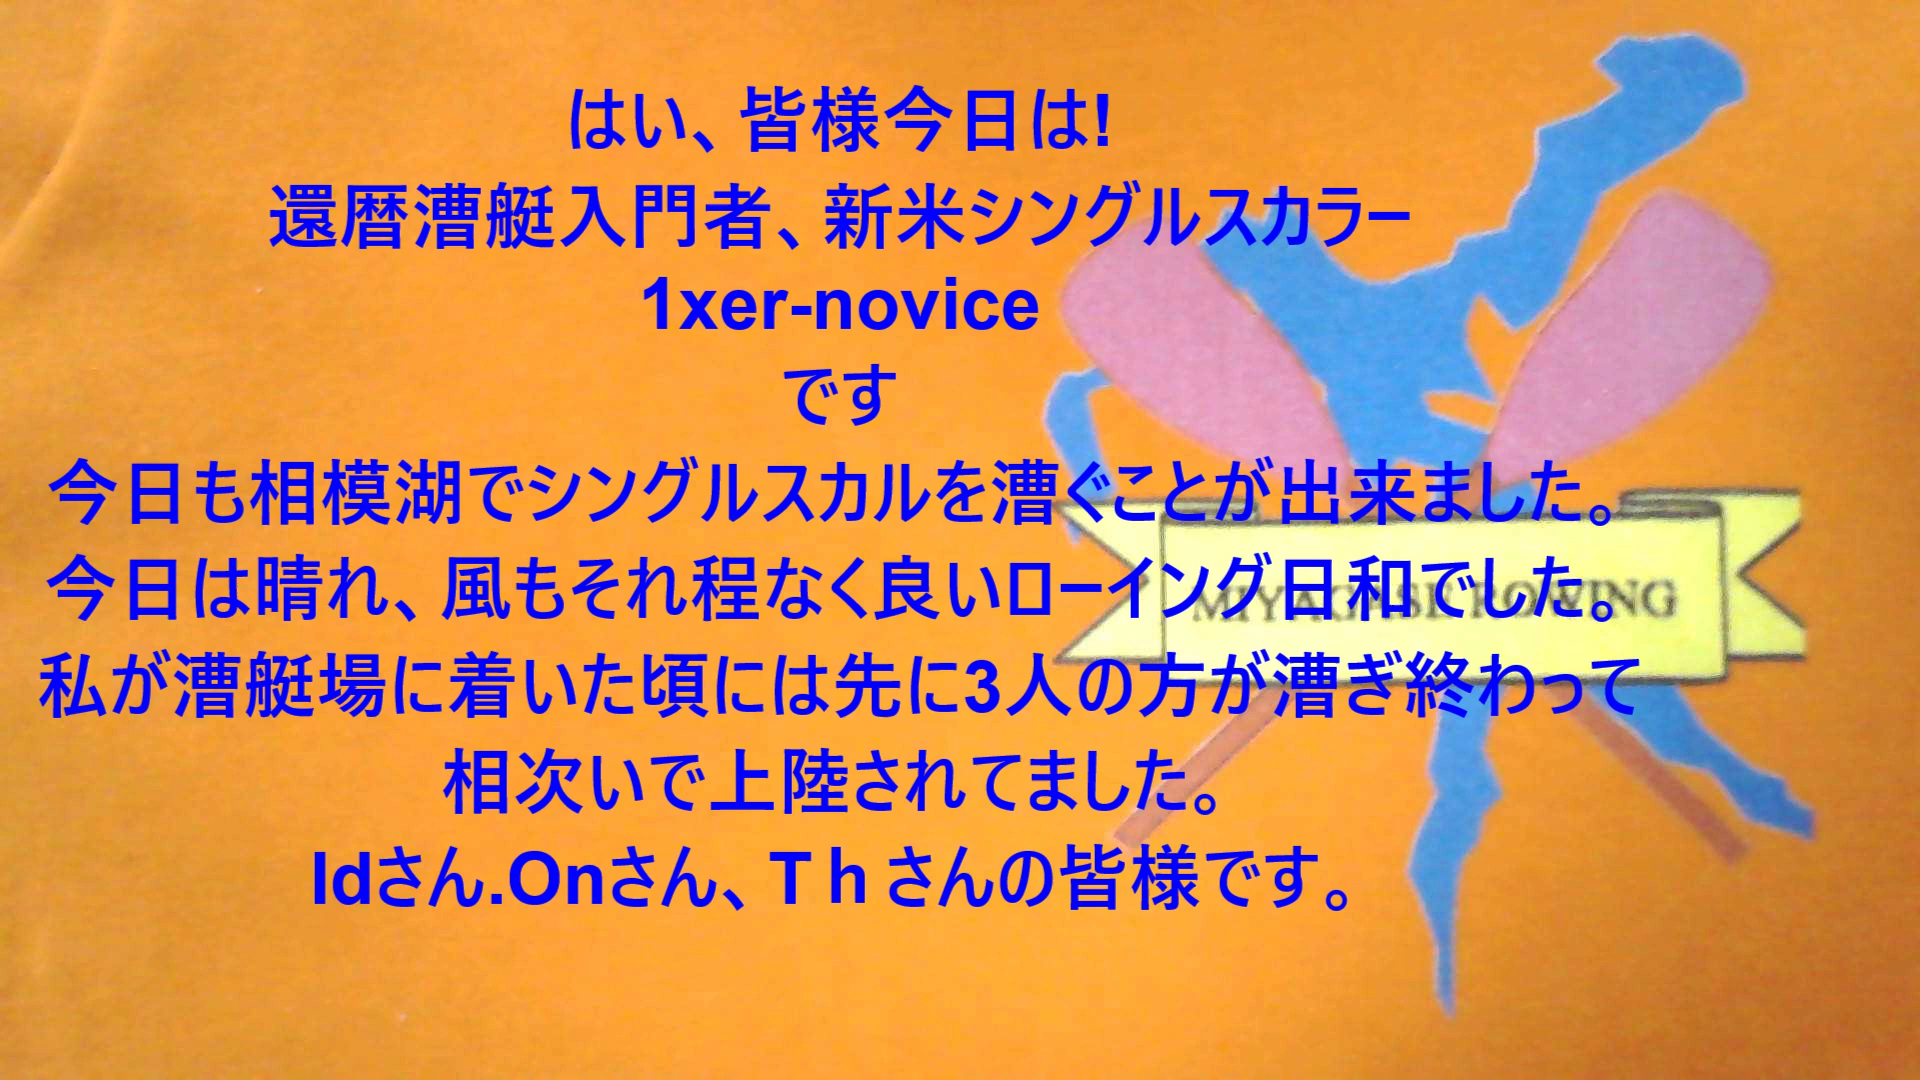 はい、皆様今日は!
還暦漕艇入門者、新米シングルスカラー
1xer-novice
です
今日も相模湖でシングルスカルを漕ぐことが出来ました。
今日は晴れ、風もそれ程なく良いローイング日和でした。
MIYAGASE ROWING
私が漕艇場に着いた頃には先に3人の方が漕ぎ終わって
相次いで上陸されてました。
Idさん.Onさん、Ｔｈさんの皆様です。